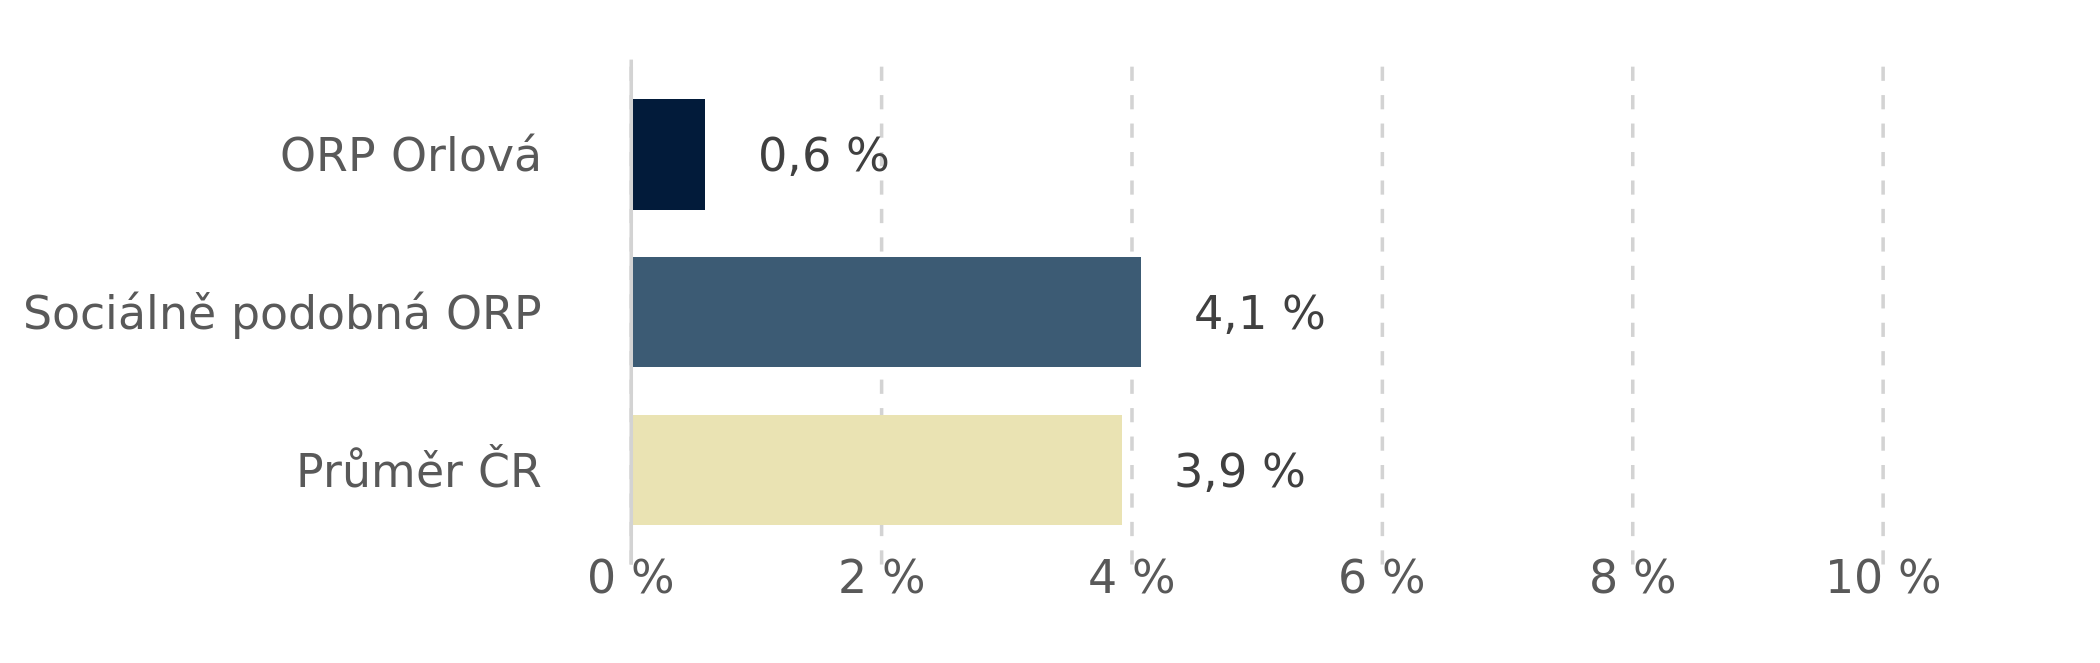 ORP Orlová
0,6 %
Sociálně podobná ORP
4,1 %
Průměr ČR
3,9 %
0 % 2 % 4 % 6 % 8 % 10 %